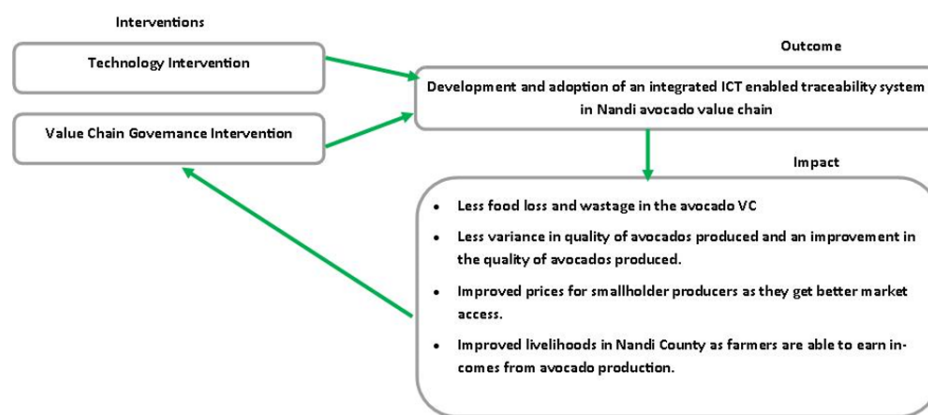 Interventions
Technology Intervention
Value Chain Governance Intervention
Outcome
Development and adoption of an integrated ICT enabled traceability system
in Nandi avocado value chain
Impact
• Less food loss and wastage in the avocado VC
• Less variance in quality of avocados produced and an improvement in
the quality of avocados produced.
• Improved prices for smallholder producers as they get better market
access.
• Improved livelihoods in Nandi County as farmers are able to earn in-
comes from avocado production.